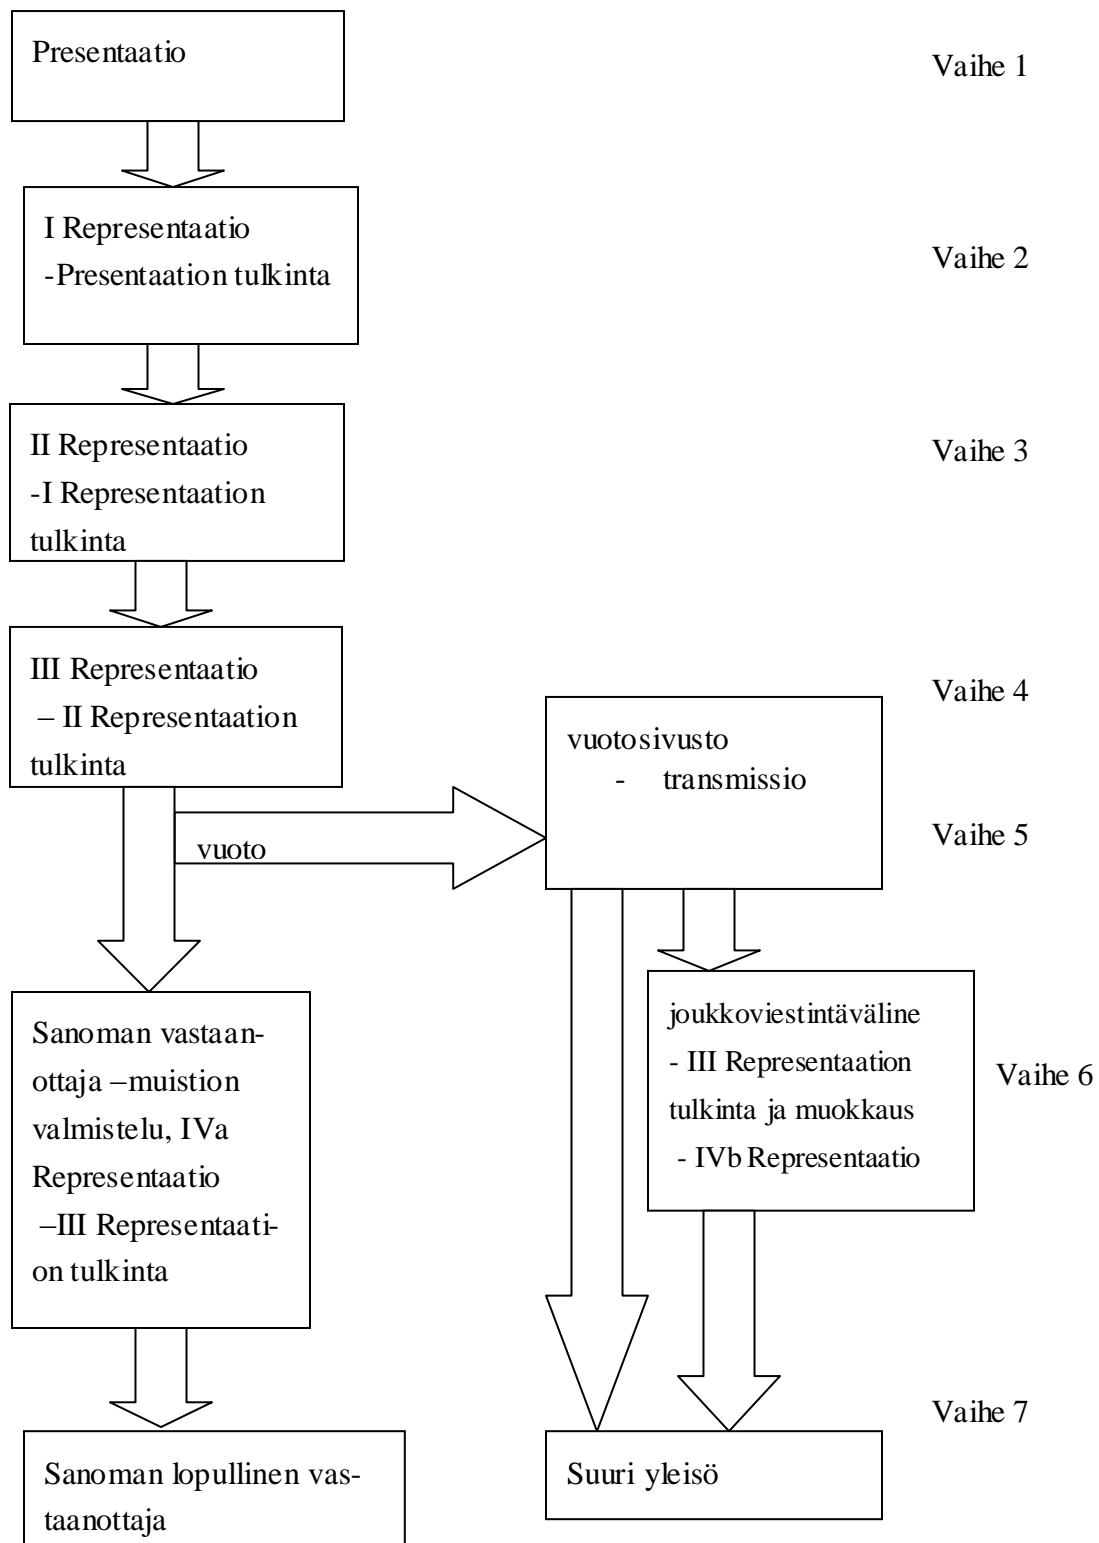 Presentaatio
Vaihe 1
I Representaatio
-Presentaation tulkinta
Vaihe 2
II Representaatio
-I Representaation
tulkinta
Vaihe 3
III Representaatio
– II Representaation
tulkinta
Vaihe 4
vuotosivusto
- transmissio
vuoto
Vaihe 5
joukkoviestintäväline
- III Representaation
tulkinta ja muokkaus
- IVb Representaatio
Vaihe 6
Sanoman vastaan-
ottaja –muistion
valmistelu, IVa
Representaatio
–III Representaati-
on tulkinta
Vaihe 7
Sanoman lopullinen vas-
taanottaja
Suuri yleisö